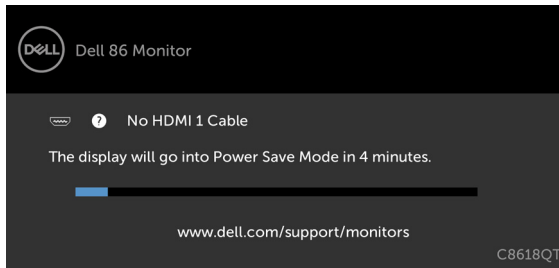 DELL
Dell 86 Monitor
? No HDMI 1 Cable
The display will go into Power Save Mode in 4 minutes.
www.dell.com/support/monitors
C8618QT